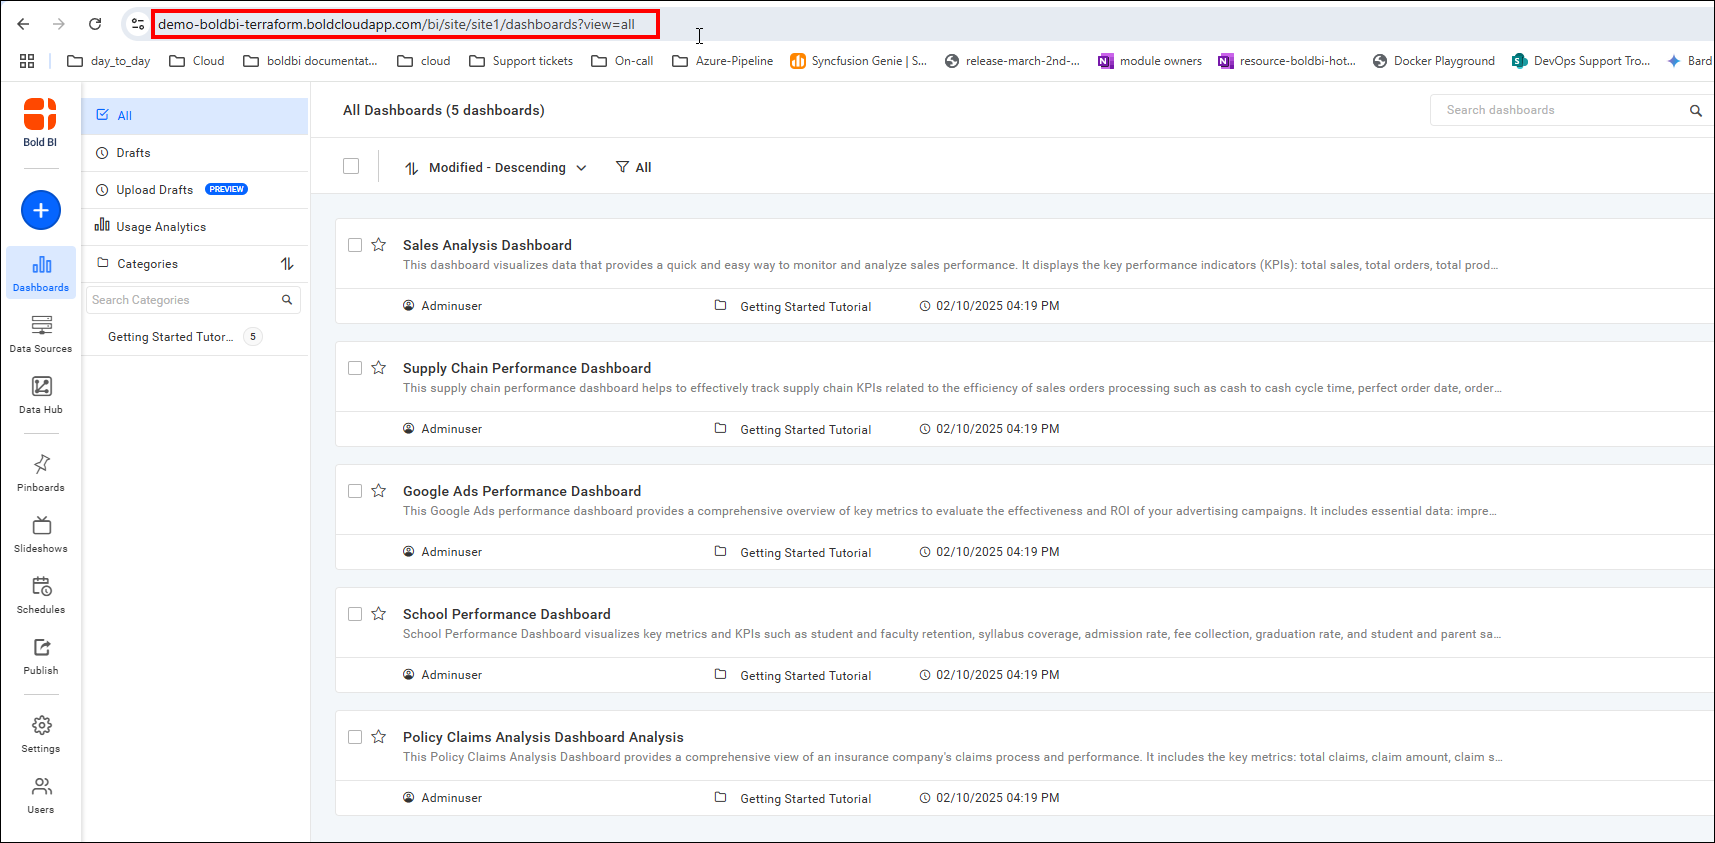 demo-boldbi-terraform.boldcloudapp.com/bi/site/site1/dashboards?view=all
day_to_day Cloud boldbi documentat... cloud Support tickets On-call Azure-Pipeline Syncfusion Genie | S... release-march-2nd-... module owners resource-boldbi-hot... Docker Playground DevOps Support Tro... Bard
Bold BI
Dashboards
Data Sources
Data Hub
Pinboards
Slideshows
Schedules
Publish
Settings
Users
All
Drafts
Upload Drafts PREVIEW
Usage Analytics
Categories
Search Categories
Getting Started Tutor... 5
All Dashboards (5 dashboards)
Search dashboards
Modified - Descending All
Sales Analysis Dashboard
This dashboard visualizes data that provides a quick and easy way to monitor and analyze sales performance. It displays the key performance indicators (KPIs): total sales, total orders, total prod...
Adminuser Getting Started Tutorial 02/10/2025 04:19 PM
Supply Chain Performance Dashboard
This supply chain performance dashboard helps to effectively track supply chain KPIs related to the efficiency of sales orders processing such as cash to cash cycle time, perfect order date, order...
Adminuser Getting Started Tutorial 02/10/2025 04:19 PM
Google Ads Performance Dashboard
This Google Ads performance dashboard provides a comprehensive overview of key metrics to evaluate the effectiveness and ROI of your advertising campaigns. It includes essential data: impre...
Adminuser Getting Started Tutorial 02/10/2025 04:19 PM
School Performance Dashboard
School Performance Dashboard visualizes key metrics and KPIs such as student and faculty retention, syllabus coverage, admission rate, fee collection, graduation rate, and student and parent sa...
Adminuser Getting Started Tutorial 02/10/2025 04:19 PM
Policy Claims Analysis Dashboard Analysis
This Policy Claims Analysis Dashboard provides a comprehensive view of an insurance company's claims process and performance. It includes the key metrics: total claims, claim amount, claim s...
Adminuser Getting Started Tutorial 02/10/2025 04:19 PM